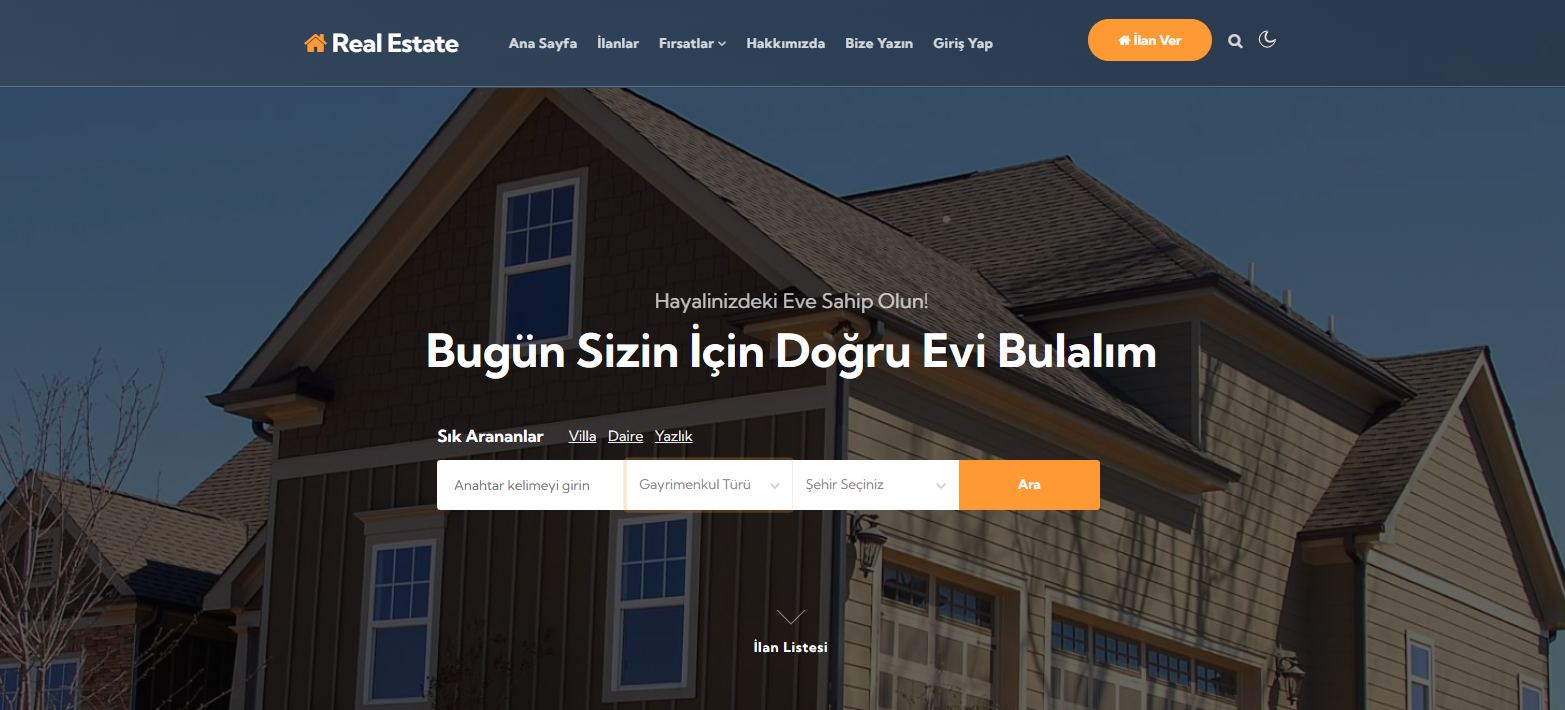 Real Estate
Ana Sayfa İlanlar Fırsatlar Hakkımızda Bize Yazın Giriş Yap
İlan Ver
Hayalinizdeki Eve Sahip Olun!
Bugün Sizin İçin Doğru Evi Bulalım
Sık Arananlar Villa Daire Yazlık
Anahtar kelimeyi girin Gayrimenkul Türü Şehir Seçiniz Ara
İlan Listesi